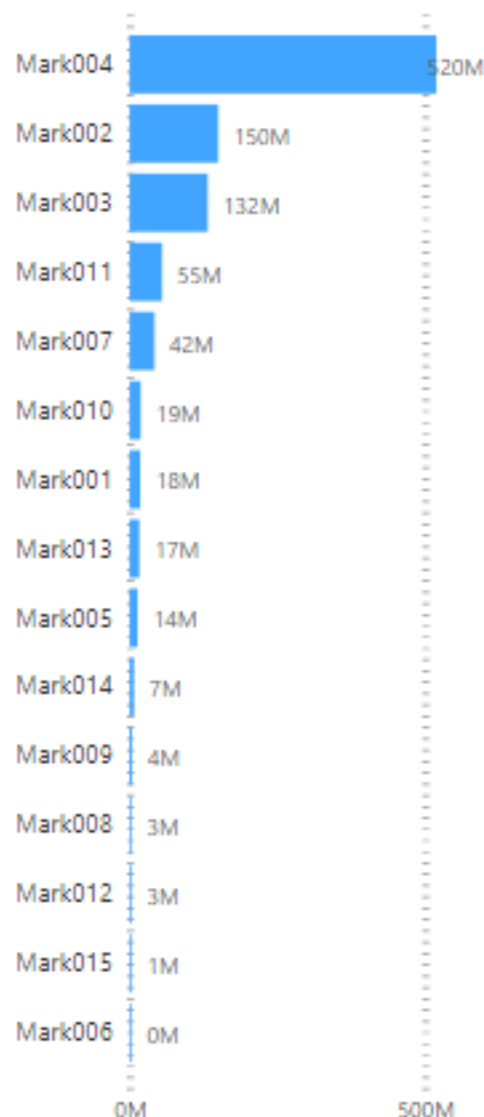 Mark004 520M
Mark002 150M
Mark003 132M
Mark011 55M
Mark007 42M
Mark010 19M
Mark001 18M
Mark013 17M
Mark005 14M
Mark014 7M
Mark009 4M
Mark008 3M
Mark012 3M
Mark015 1M
Mark006 0M
0M 500M